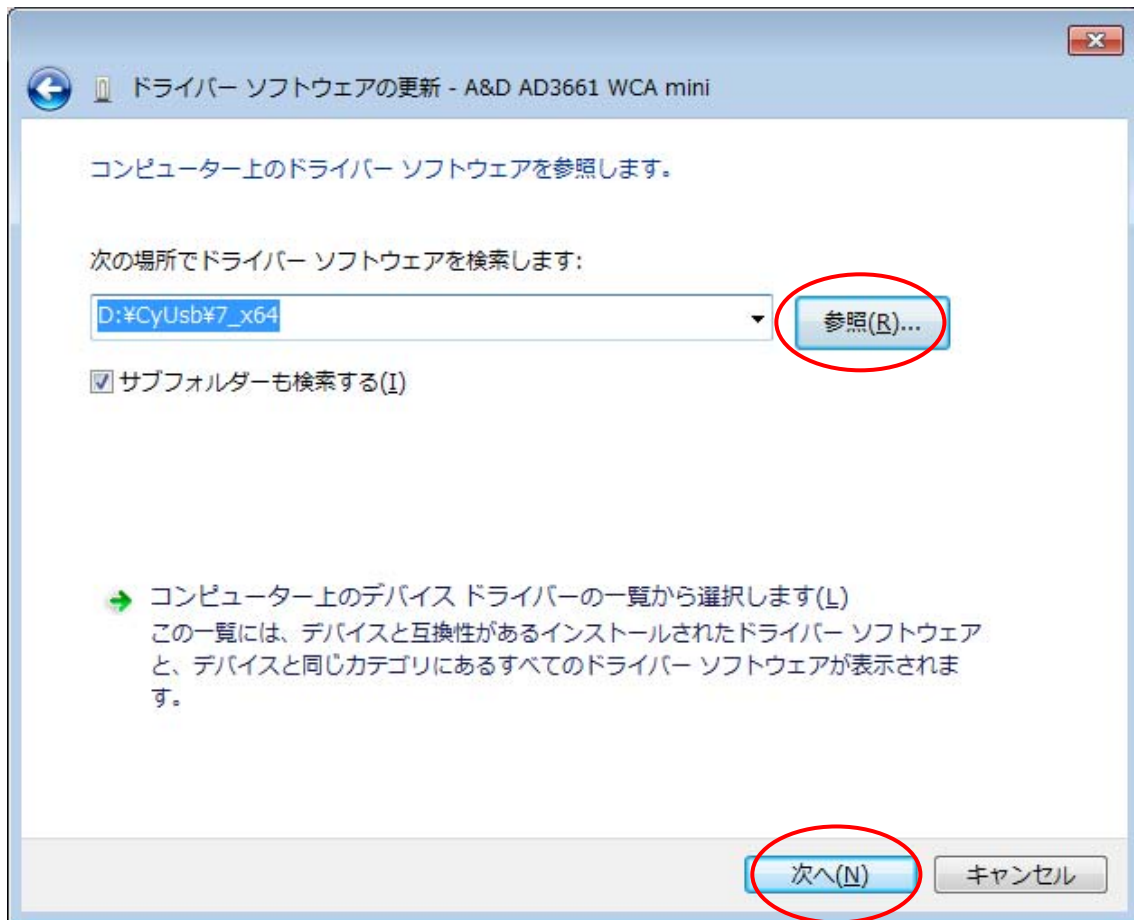 ドライバー ソフトウェアの更新 - A&D AD3661 WCA mini
コンピューター上のドライバー ソフトウェアを参照します。
次の場所でドライバー ソフトウェアを検索します:
D:¥CyUsb¥7_x64
参照(R)...
サブフォルダーも検索する(I)
コンピューター上のデバイス ドライバーの一覧から選択します(L)
この一覧には、デバイスと互換性があるインストールされたドライバー ソフトウェア
と、デバイスと同じカテゴリにあるすべてのドライバー ソフトウェアが表示されま
す。
次へ(N)
キャンセル